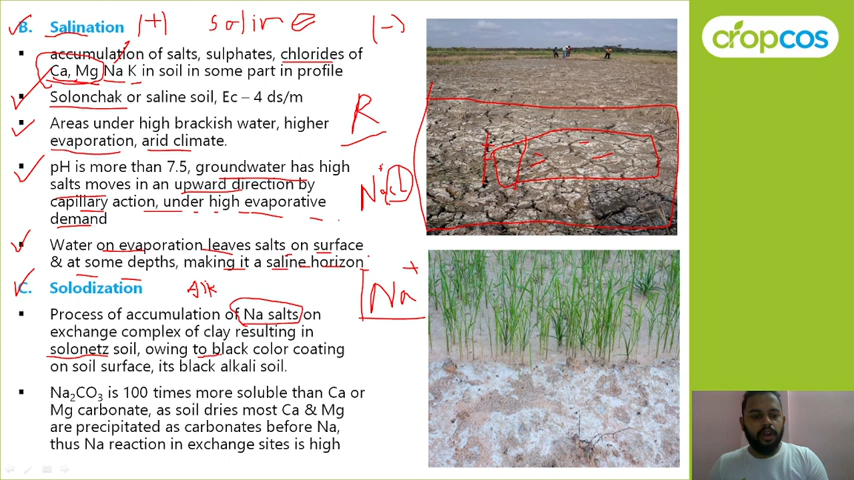 B. Salination (+) saline (-)
accumulation of salts, sulphates, chlorides of
Ca, Mg Na K in soil in some part in profile
Solonchak or saline soil, Ec – 4 ds/m
Areas under high brackish water, higher
evaporation, arid climate.
R
pH is more than 7.5, groundwater has high
salts moves in an upward direction by
capillary action, under high evaporative
demand
Water on evaporation leaves salts on surface
& at some depths, making it a saline horizon
C. Solodization
Na+
Process of accumulation of Na salts on
exchange complex of clay resulting in
solonetz soil, owing to black color coating
on soil surface, its black alkali soil.
Na₂CO₃ is 100 times more soluble than Ca or
Mg carbonate, as soil dries most Ca & Mg
are precipitated as carbonates before Na,
thus Na reaction in exchange sites is high
cropcos